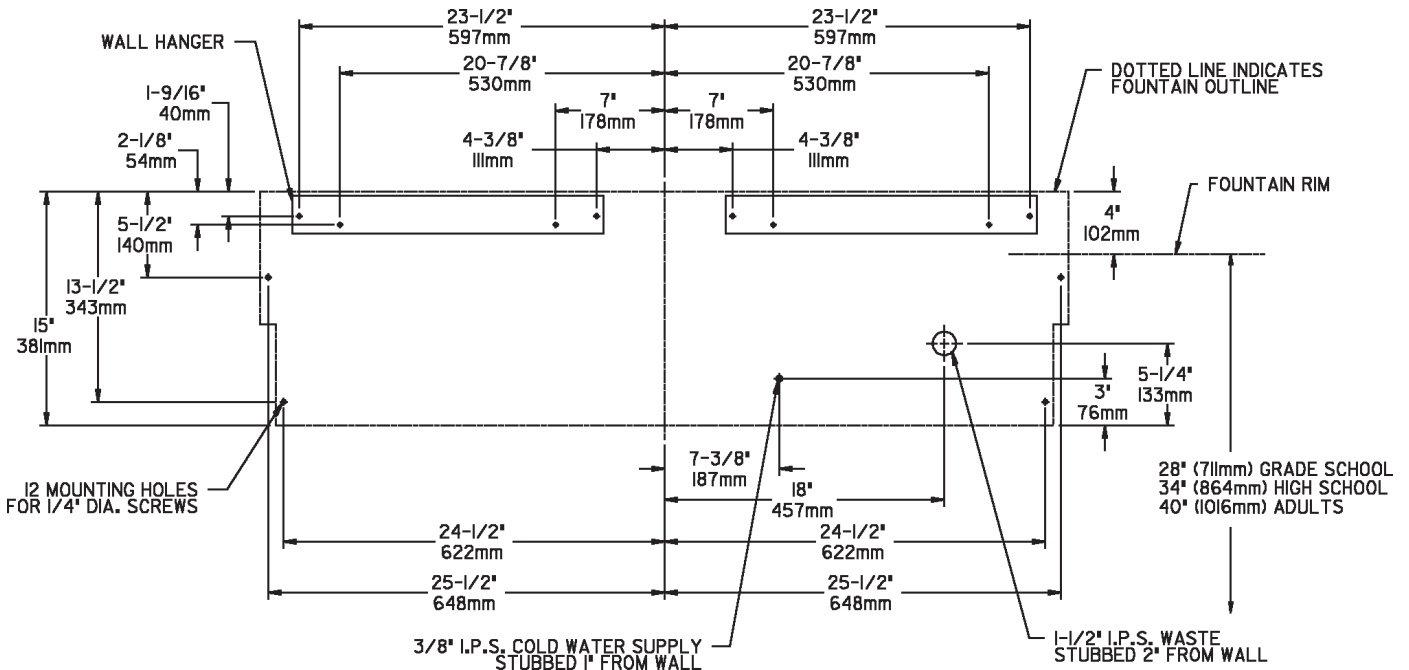 23-1/2"
597mm
23-1/2"
597mm
WALL HANGER
20-7/8"
530mm
20-7/8"
530mm
DOTTED LINE INDICATES
FOUNTAIN OUTLINE
1-9/16"
40mm
7"
178mm
7"
178mm
2-1/8"
54mm
4-3/8"
111mm
4-3/8"
111mm
FOUNTAIN RIM
5-1/2"
140mm
4"
102mm
13-1/2"
343mm
15"
381mm
5-1/4"
133mm
3"
76mm
7-3/8"
187mm
18"
457mm
28" (711mm) GRADE SCHOOL
34" (864mm) HIGH SCHOOL
40" (1016mm) ADULTS
12 MOUNTING HOLES
FOR 1/4" DIA. SCREWS
24-1/2"
622mm
24-1/2"
622mm
25-1/2"
648mm
25-1/2"
648mm
3/8" I.P.S. COLD WATER SUPPLY
STUBBED 1" FROM WALL
1-1/2" I.P.S. WASTE
STUBBED 2" FROM WALL